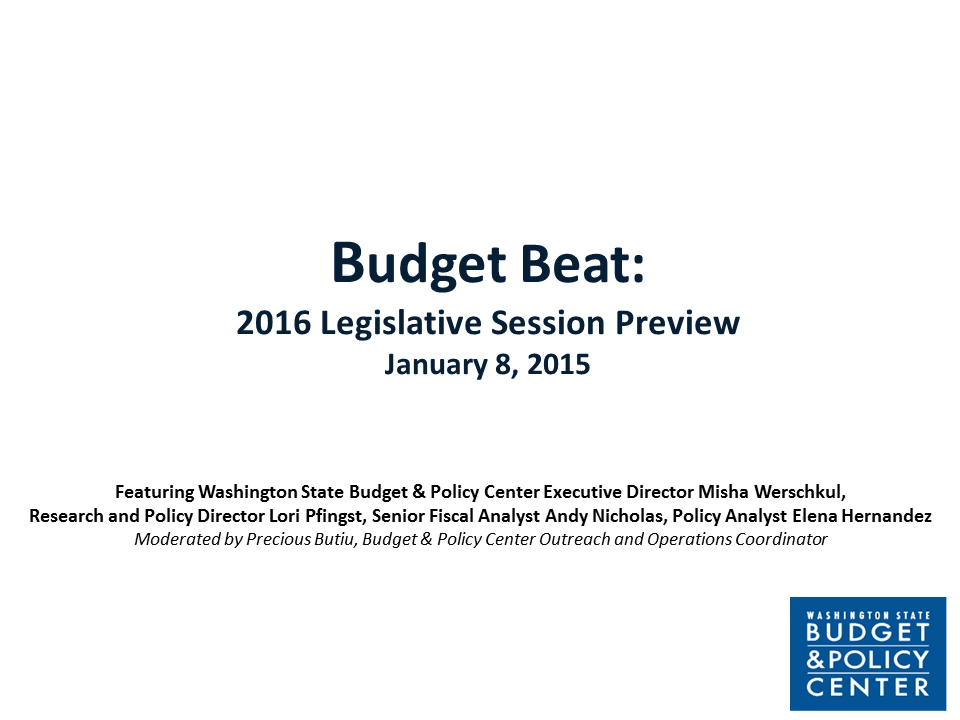 Budget Beat:
2016 Legislative Session Preview
January 8, 2015
Featuring Washington State Budget & Policy Center Executive Director Misha Werschkul,
Research and Policy Director Lori Pfingst, Senior Fiscal Analyst Andy Nicholas, Policy Analyst Elena Hernandez
Moderated by Precious Butiu, Budget & Policy Center Outreach and Operations Coordinator
WASHINGTON STATE
BUDGET
&POLICY
CENTER